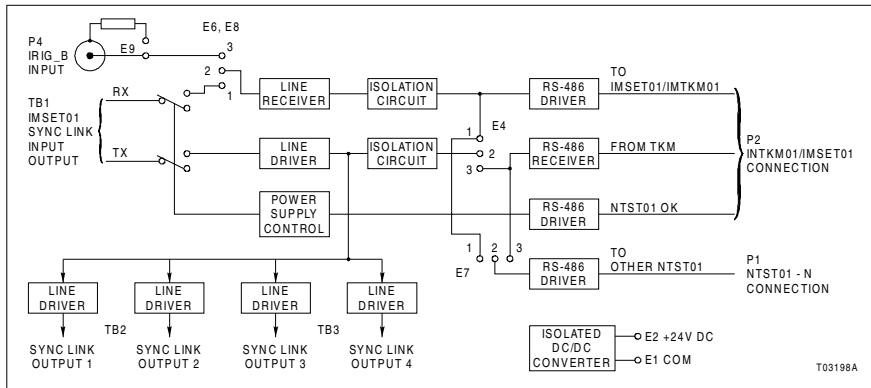 P4
IRIG_B
INPUT
E9
E6, E8
3
2
1
TB1
IMSET01
SYNC LINK
INPUT
OUTPUT
RX
TX
LINE
RECEIVER
ISOLATION
CIRCUIT
RS-486
DRIVER
TO
IMSET01/IMTKM01
LINE
DRIVER
ISOLATION
CIRCUIT
1
E4
2
3
RS-486
RECEIVER
FROM TKM
P2
INTKM01/IMSET01
CONNECTION
POWER
SUPPLY
CONTROL
RS-486
DRIVER
NTST01 OK
1
2
3
E7
RS-486
DRIVER
TO
OTHER NTST01
P1
NTST01 - N
CONNECTION
LINE
DRIVER
LINE
DRIVER
LINE
DRIVER
LINE
DRIVER
TB2
TB3
SYNC LINK
OUTPUT 1
SYNC LINK
OUTPUT 2
SYNC LINK
OUTPUT 3
SYNC LINK
OUTPUT 4
ISOLATED
DC/DC
CONVERTER
E2 +24V DC
E1 COM
T03198A